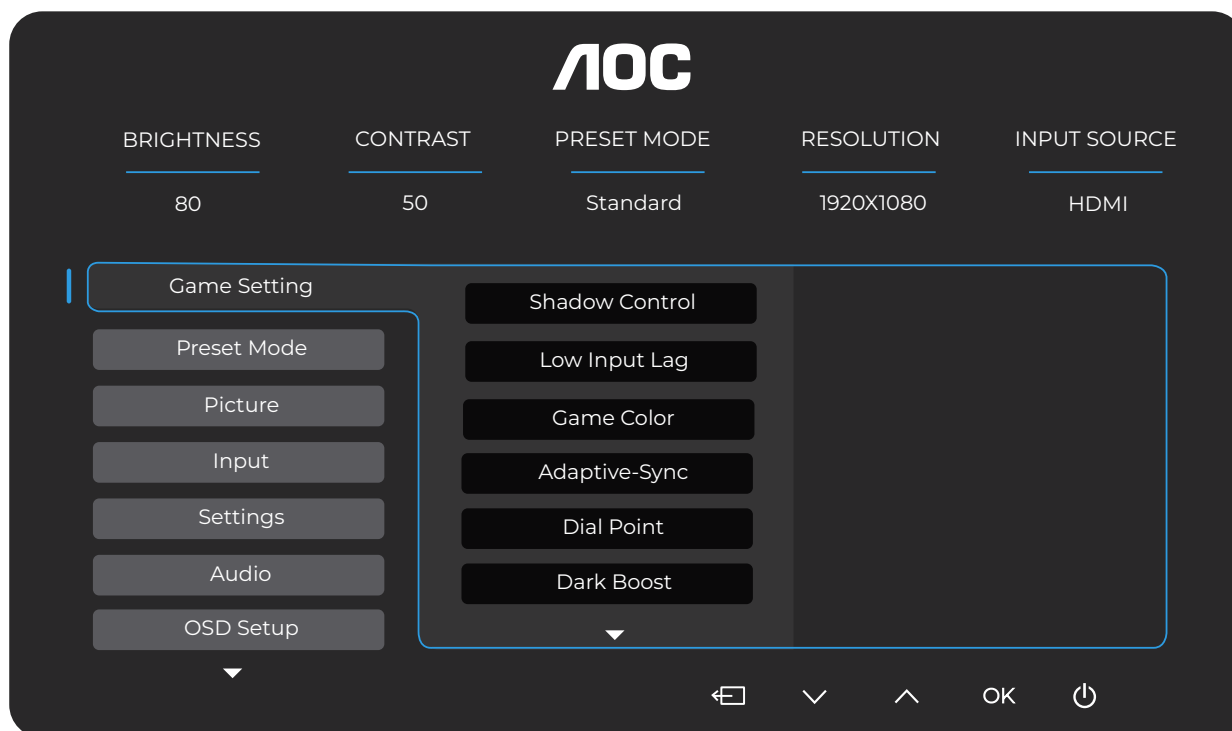 AOC
BRIGHTNESS CONTRAST PRESET MODE RESOLUTION INPUT SOURCE
80 50 Standard 1920X1080 HDMI
Game Setting
Preset Mode
Picture
Input
Settings
Audio
OSD Setup
Shadow Control
Low Input Lag
Game Color
Adaptive-Sync
Dial Point
Dark Boost
OK